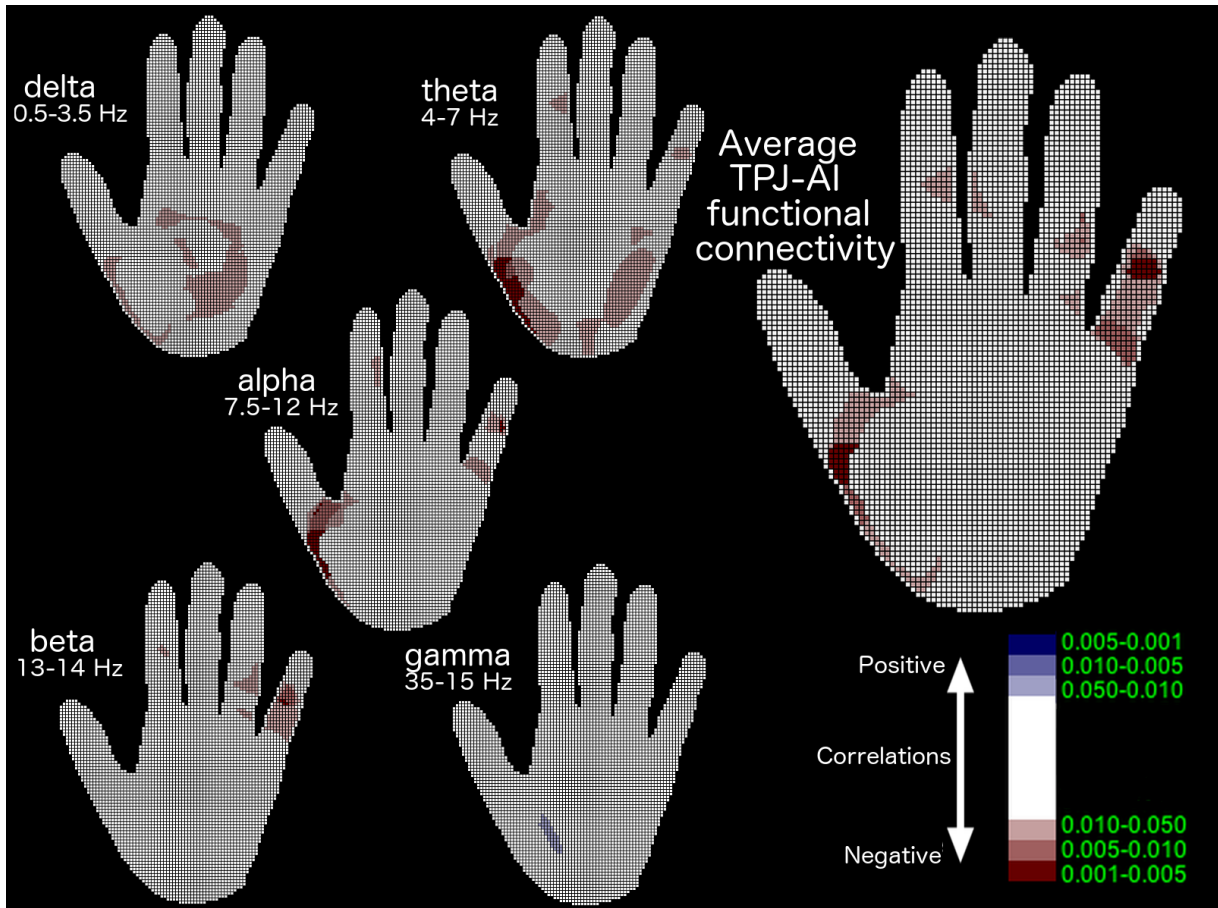 delta
0.5-3.5 Hz
theta
4-7 Hz
Average
TPJ-AI
functional
connectivity
alpha
7.5-12 Hz
beta
13-14 Hz
gamma
35-15 Hz
Positive
Correlations
Negative
0.005-0.001
0.010-0.005
0.050-0.010
0.010-0.050
0.005-0.010
0.001-0.005